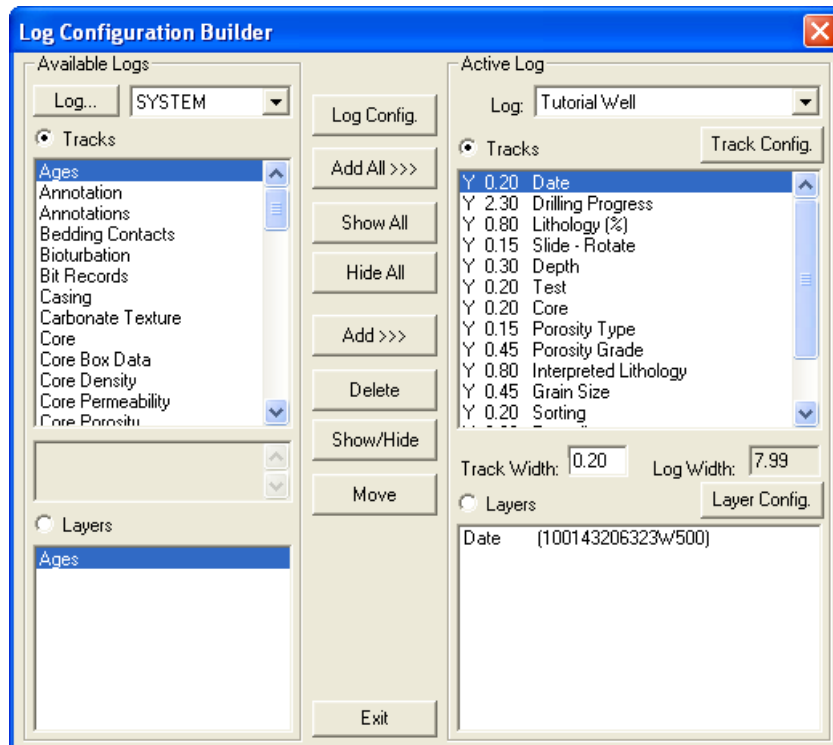 Log Configuration Builder
Available Logs
Log...
SYSTEM
Tracks
Ages
Annotation
Annotations
Bedding Contacts
Bioturbation
Bit Records
Casing
Carbonate Texture
Core
Core Box Data
Core Density
Core Permeability
Core Porosity
Layers
Ages
Log Config.
Add All >>>
Show All
Hide All
Add >>>
Delete
Show/Hide
Move
Exit
Active Log
Log: Tutorial Well
Tracks
Track Config.
Y 0.20 Date
Y 2.30 Drilling Progress
Y 0.80 Lithology (%)
Y 0.15 Slide - Rotate
Y 0.30 Depth
Y 0.20 Test
Y 0.20 Core
Y 0.15 Porosity Type
Y 0.45 Porosity Grade
Y 0.80 Interpreted Lithology
Y 0.45 Grain Size
Y 0.20 Sorting
Track Width: 0.20 Log Width: 7.99
Layers
Layer Config.
Date (100143206323W500)